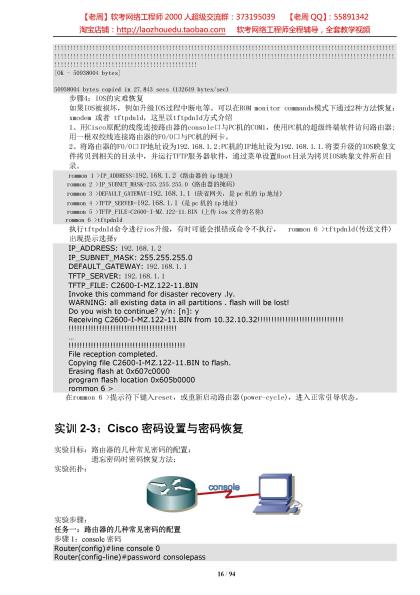 【老周】软考网络工程师 2000 人超级交流群：373195039 【老周 QQ】：55891342
淘宝店铺：http://laozhouedu.taobao.com 软考网络工程师全程辅导，全套教学视频
[OK - 50938004 bytes]
50938004 bytes copied in 27.843 secs (132649 bytes/sec)
步骤4：IOS的灾难恢复
如果IOS被损坏，例如升级IOS过程中断电等。可以在ROM monitor commands模式下通过2种方法恢复：
xmodem 或者 tftpdnld，这里以tftpdnld方式介绍
1、用Cisco原配的线缆连接路由器的console口与PC机的COM1，使用PC机的超级终端软件访问路由器；
用一根双绞线连接路由器的F0/0口与PC机的网卡。
2、将路由器的F0/0口IP地址设为192.168.1.2;PC机的IP地址设为192.168.1.1.将要升级的IOS映象文
件拷贝到相关的目录中，并运行TFTP服务器软件，通过菜单设置Root目录为拷贝IOS映象文件所在目
录。
rommon 1 >IP_ADDRESS=192.168.1.2（路由器的 ip 地址）
rommon 2 >IP_SUBNET_MASK=255.255.255.0（路由器的掩码）
rommon 3 >DEFAULT_GATEWAY=192.168.1.1（缺省网关，是 pc 机的 ip 地址）
rommon 4 >TFTP_SERVER=192.168.1.1（是 pc 机的 ip 地址）
rommon 5 >TFTP_FILE=C2600-I-MZ.122-11.BIN（上传 ios 文件的名称）
rommon 6 >tftpdnld
执行tftpdnld命令进行ios升级，有时可能会报错或命令不执行， rommon 6 >tftpdnld(传送文件)
出现提示选择y
IP_ADDRESS: 192.168.1.2
IP_SUBNET_MASK: 255.255.255.0
DEFAULT_GATEWAY: 192.168.1.1
TFTP_SERVER: 192.168.1.1
TFTP_FILE: C2600-I-MZ.122-11.BIN
Invoke this command for disaster recovery .ly.
WARNING: all existing data in all partitions . flash will be lost!
Do you wish to continue? y/n: [n]: y
Receiving C2600-I-MZ.122-11.BIN from 10.32.10.32!!!!!!!!!!!!!!!!!!!!!!!!!!!!!!
!!!!!!!!!!!!!!!!!!!!!!!!!!!!!!!!!!!!!!
...
!!!!!!!!!!!!!!!!!!!!!!!!!!!!!!!!!!!!!!!!!
File reception completed.
Copying file C2600-I-MZ.122-11.BIN to flash.
Erasing flash at 0x607c0000
program flash location 0x605b0000
rommon 6 >
在rommon 6 >提示符下键入reset，或重新启动路由器(power-cycle)，进入正常引导状态。
实训 2-3：Cisco 密码设置与密码恢复
实验目标：路由器的几种常见密码的配置；
遗忘密码时密码恢复方法；
实验拓扑：
console
实验步骤：
任务一：路由器的几种常见密码的配置
步骤 1：console 密码
Router(config)#line console 0
Router(config-line)#password consolepass
16 / 94